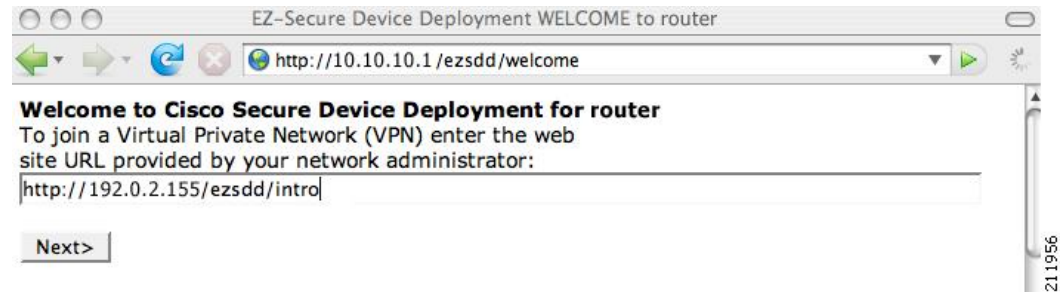 EZ-Secure Device Deployment WELCOME to router
http://10.10.10.1/ezsdd/welcome
Welcome to Cisco Secure Device Deployment for router
To join a Virtual Private Network (VPN) enter the web
site URL provided by your network administrator:
http://192.0.2.155/ezsdd/intro
Next>
211956